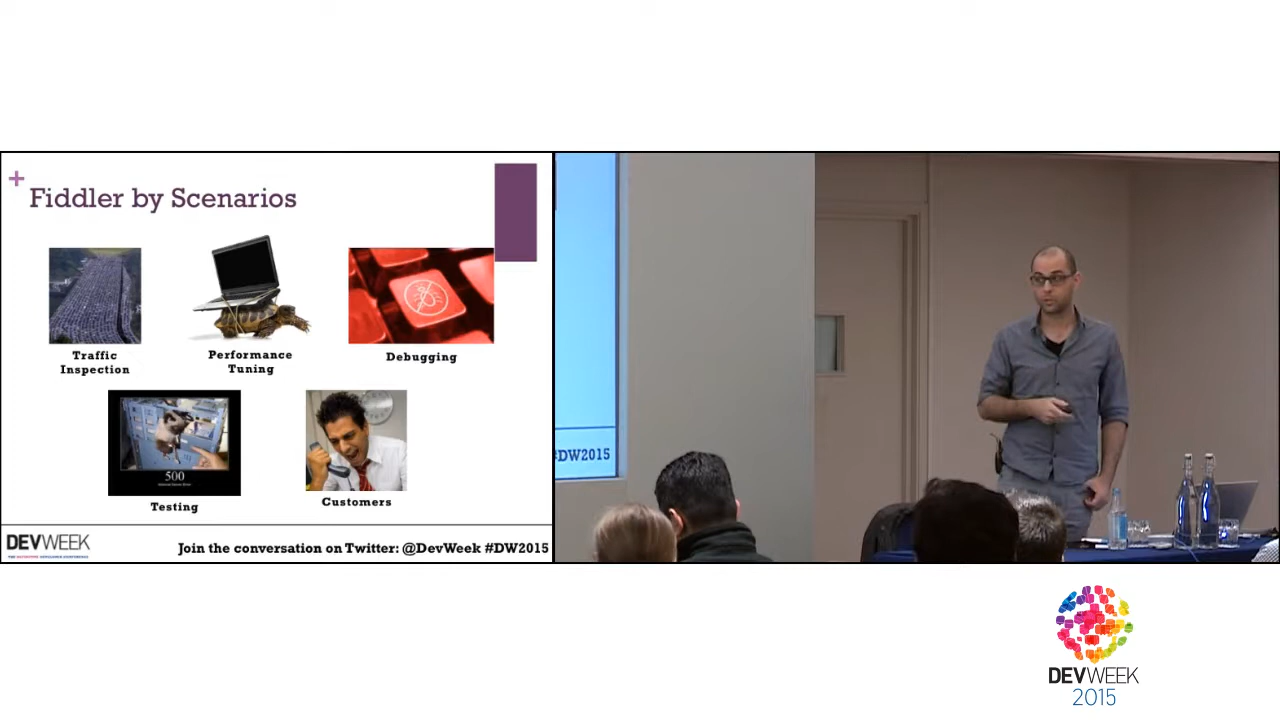 +
Fiddler by Scenarios
Traffic
Inspection
Performance
Tuning
Debugging
500
Testing
Customers
DEVWEEK
Join the conversation on Twitter: @DevWeek #DW2015
#DW2015
DEVWEEK
2015